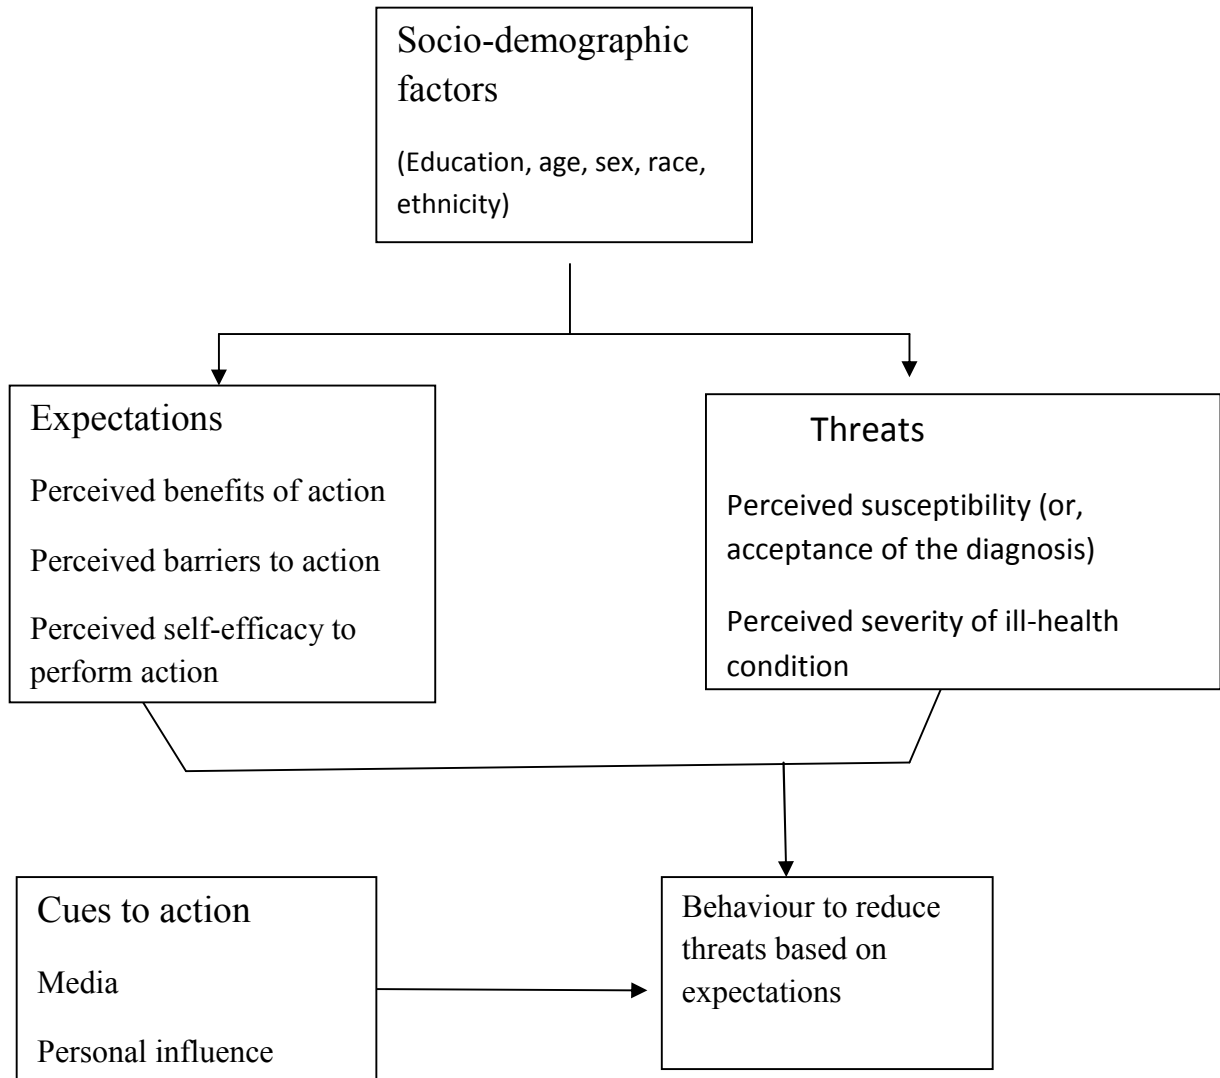 Socio-demographic
factors
(Education, age, sex, race,
ethnicity)
Expectations
Perceived benefits of action
Perceived barriers to action
Perceived self-efficacy to
perform action
Threats
Perceived susceptibility (or,
acceptance of the diagnosis)
Perceived severity of ill-health
condition
Cues to action
Media
Personal influence
Behaviour to reduce
threats based on
expectations